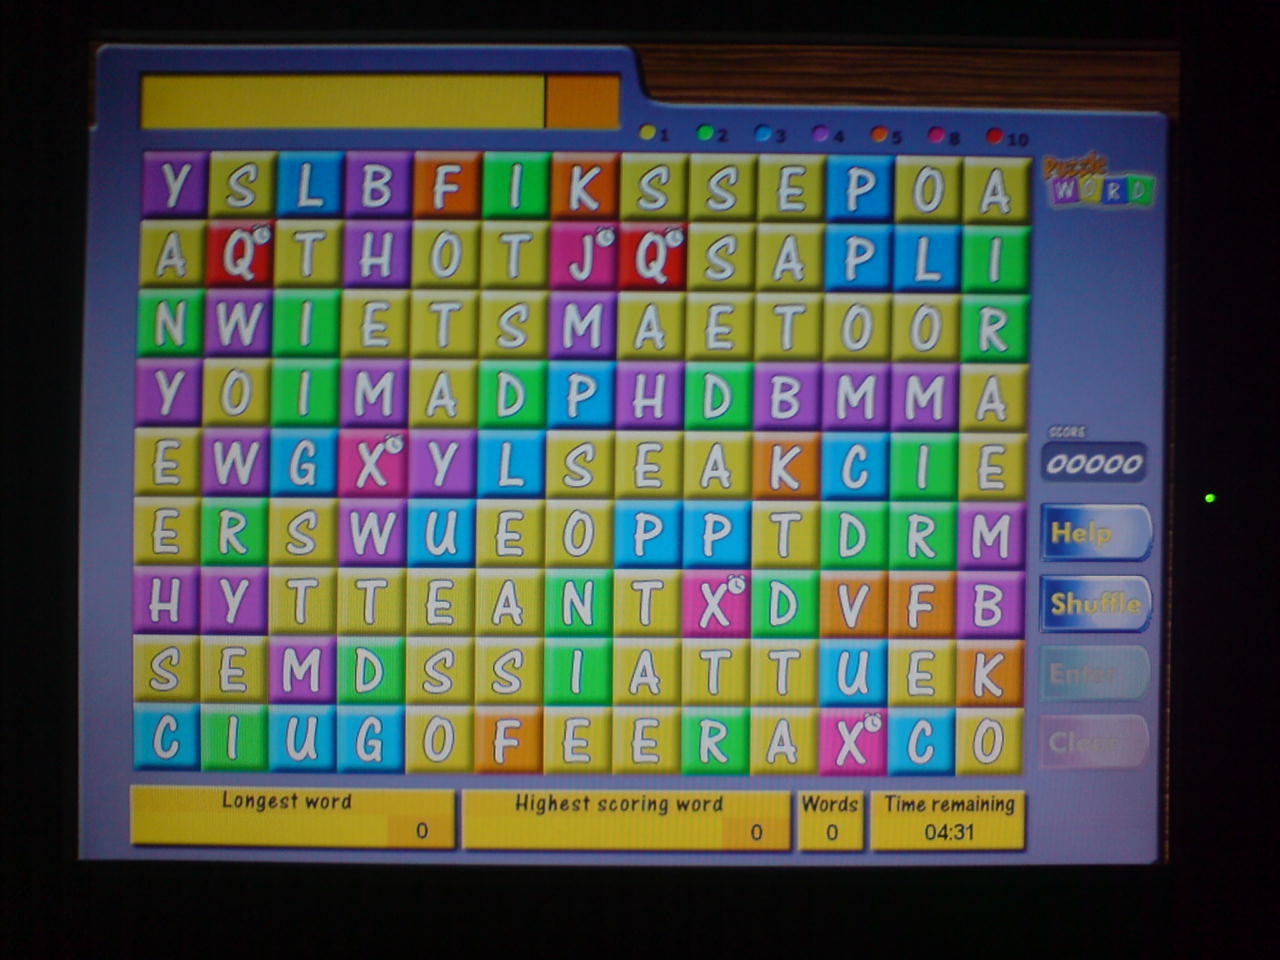 1 2 3 4 5 8 10
Puzzle
WORD
Y S L B F I K S S E P O A
A Q T H O T J Q S A P L I
N W I E T S M A E T O O R
Y O I M A D P H D B M M A
E W G X Y L S E A K C I E
E R S W U E O P P T D R M
H Y T T E A N T X D V F B
S E M D S S I A T T U E K
C I U G O F E E R A X C O
SCORE
00000
Help
Shuffle
Enter
Clear
Longest word
0
Highest scoring word
0
Words
0
Time remaining
04:31